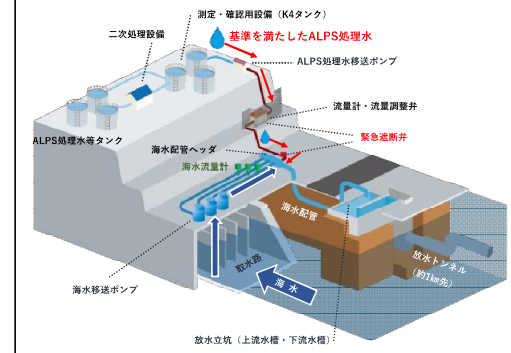 測定・確認用設備（K4タンク）
二次処理設備
基準を満たしたALPS処理水
ALPS処理水移送ポンプ
流量計・流量調整弁
ALPS処理水等タンク
緊急遮断弁
海水配管ヘッダ
海水流量計
海水配管
取水路
放水トンネル
（約1km先）
海水移送ポンプ
海水
放水立坑（上流水槽・下流水槽）